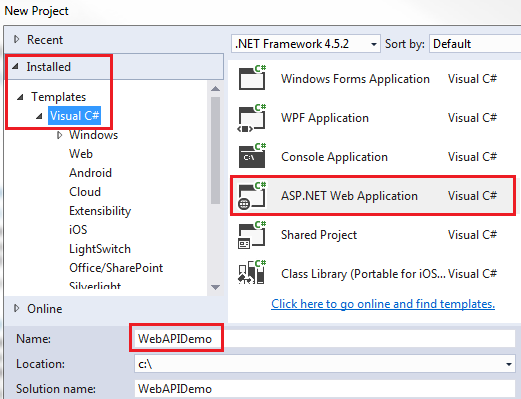 New Project
Recent
.NET Framework 4.5.2 Sort by: Default
Installed
Templates
Visual C#
Windows
Web
Android
Cloud
Extensibility
iOS
LightSwitch
Office/SharePoint
Silverlight
Online
C# Windows Forms Application Visual C#
C# WPF Application Visual C#
C# C:\ Console Application Visual C#
C# ASP.NET Web Application Visual C#
C# Shared Project Visual C#
C# Class Library (Portable for iOS... Visual C#
Click here to go online and find templates.
Name: WebAPIDemo
Location: c:\
Solution name: WebAPIDemo